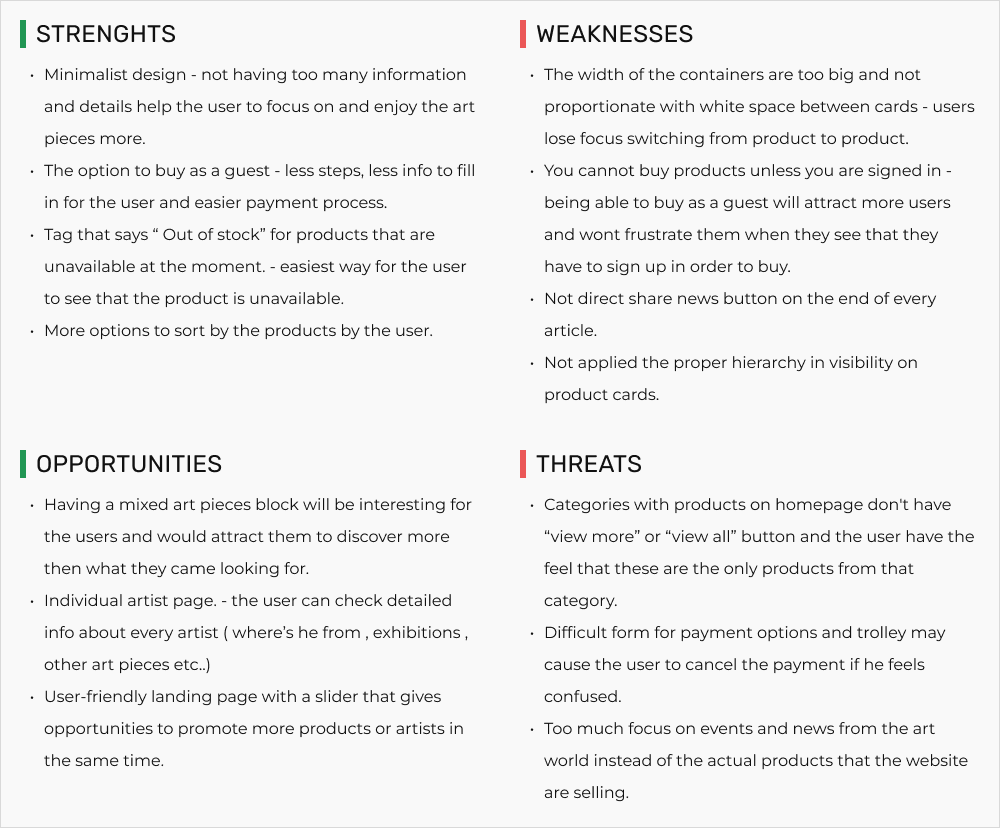 STRENGHTS
• Minimalist design - not having too many information
and details help the user to focus on and enjoy the art
pieces more.
• The option to buy as a guest - less steps, less info to fill
in for the user and easier payment process.
• Tag that says “ Out of stock” for products that are
unavailable at the moment. - easiest way for the user
to see that the product is unavailable.
• More options to sort by the products by the user.
WEAKNESSES
• The width of the containers are too big and not
proportionate with white space between cards - users
lose focus switching from product to product.
• You cannot buy products unless you are signed in -
being able to buy as a guest will attract more users
and wont frustrate them when they see that they
have to sign up in order to buy.
• Not direct share news button on the end of every
article.
• Not applied the proper hierarchy in visibility on
product cards.
OPPORTUNITIES
• Having a mixed art pieces block will be interesting for
the users and would attract them to discover more
then what they came looking for.
• Individual artist page. - the user can check detailed
info about every artist ( where’s he from , exhibitions ,
other art pieces etc..)
• User-friendly landing page with a slider that gives
opportunities to promote more products or artists in
the same time.
THREATS
• Categories with products on homepage don't have
“view more” or “view all” button and the user have the
feel that these are the only products from that
category.
• Difficult form for payment options and trolley may
cause the user to cancel the payment if he feels
confused.
• Too much focus on events and news from the art
world instead of the actual products that the website
are selling.